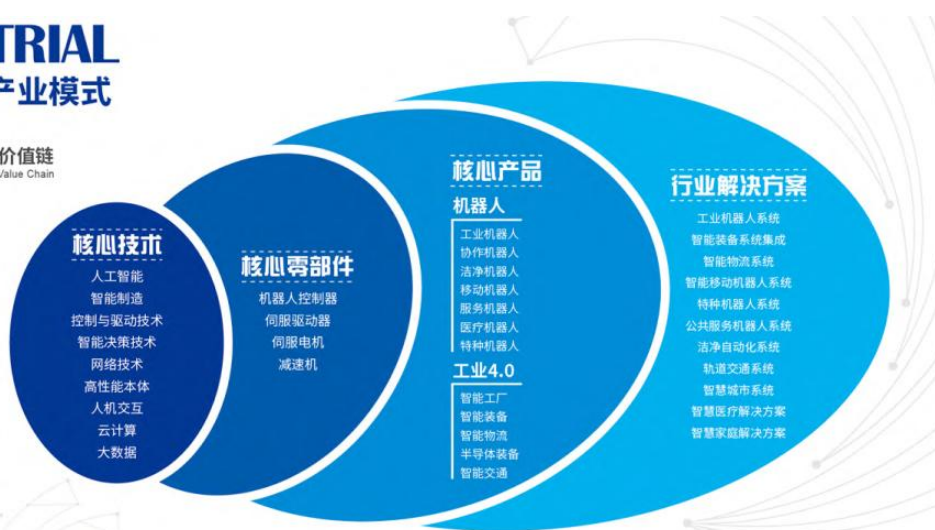 TRIAL
产业模式
价值链
Value Chain
核心技术
人工智能
智能制造
控制与驱动技术
智能决策技术
网络技术
高性能本体
人机交互
云计算
大数据
核心零部件
机器人控制器
伺服驱动器
伺服电机
减速机
核心产品
机器人
工业机器人
协作机器人
洁净机器人
移动机器人
服务机器人
医疗机器人
特种机器人
工业4.0
智能工厂
智能装备
智能物流
半导体装备
智能交通
行业解决方案
工业机器人系统
智能装备系统集成
智能物流系统
智能移动机器人系统
特种机器人系统
公共服务机器人系统
洁净自动化系统
轨道交通系统
智慧城市系统
智慧医疗解决方案
智慧家庭解决方案